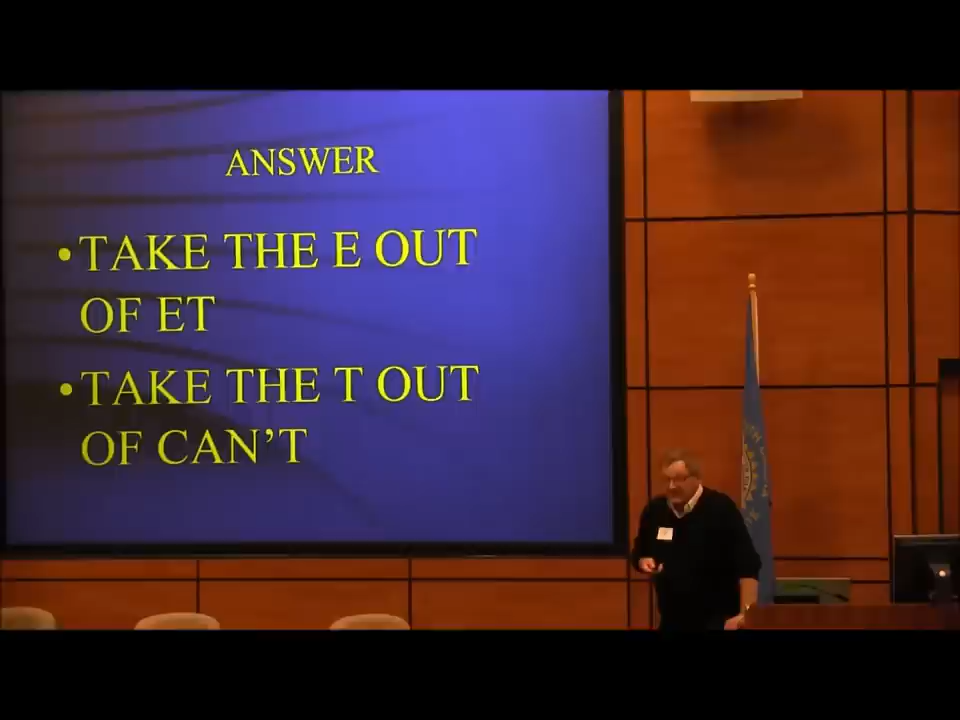 ANSWER
•TAKE THE E OUT
OF ET
•TAKE THE T OUT
OF CAN’T